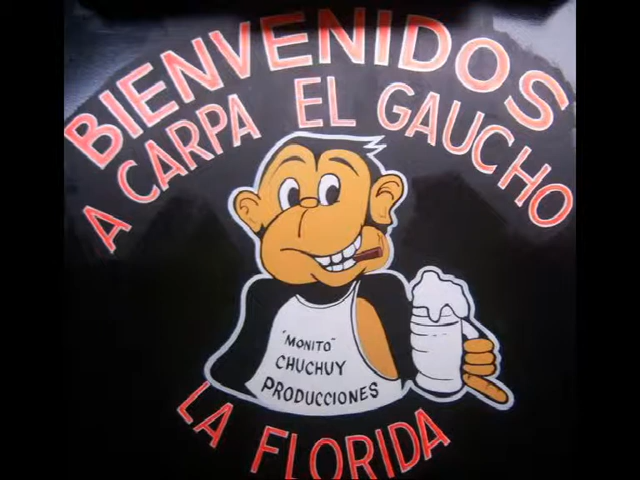 BIENVENIDOS
A CARPA EL GAUCHO
"MONITO"
CHUCHUY
PRODUCCIONES
LA FLORIDA